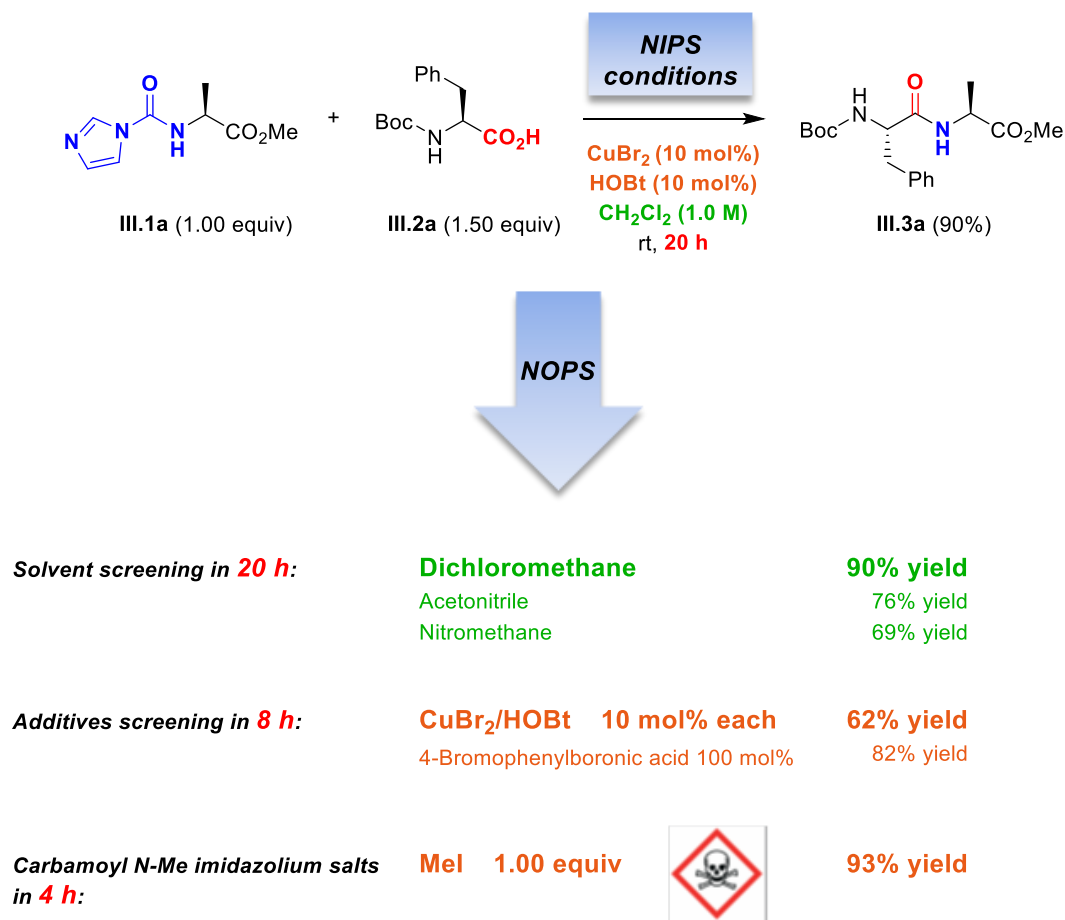 NIPS
conditions
O
N
N
N
H
CO2Me
+
Ph
BocN
H
CO2H
CuBr2 (10 mol%)
HOBt (10 mol%)
CH2Cl2 (1.0 M)
rt, 20 h
H
BocN
O
N
H
CO2Me
Ph
III.1a (1.00 equiv)
III.2a (1.50 equiv)
III.3a (90%)
NOPS
Solvent screening in 20 h: Dichloromethane 90% yield
Acetonitrile 76% yield
Nitromethane 69% yield
Additives screening in 8 h: CuBr2/HOBt 10 mol% each 62% yield
4-Bromophenylboronic acid 100 mol% 82% yield
Carbamoyl N-Me imidazolium salts
in 4 h:
MeI 1.00 equiv 93% yield